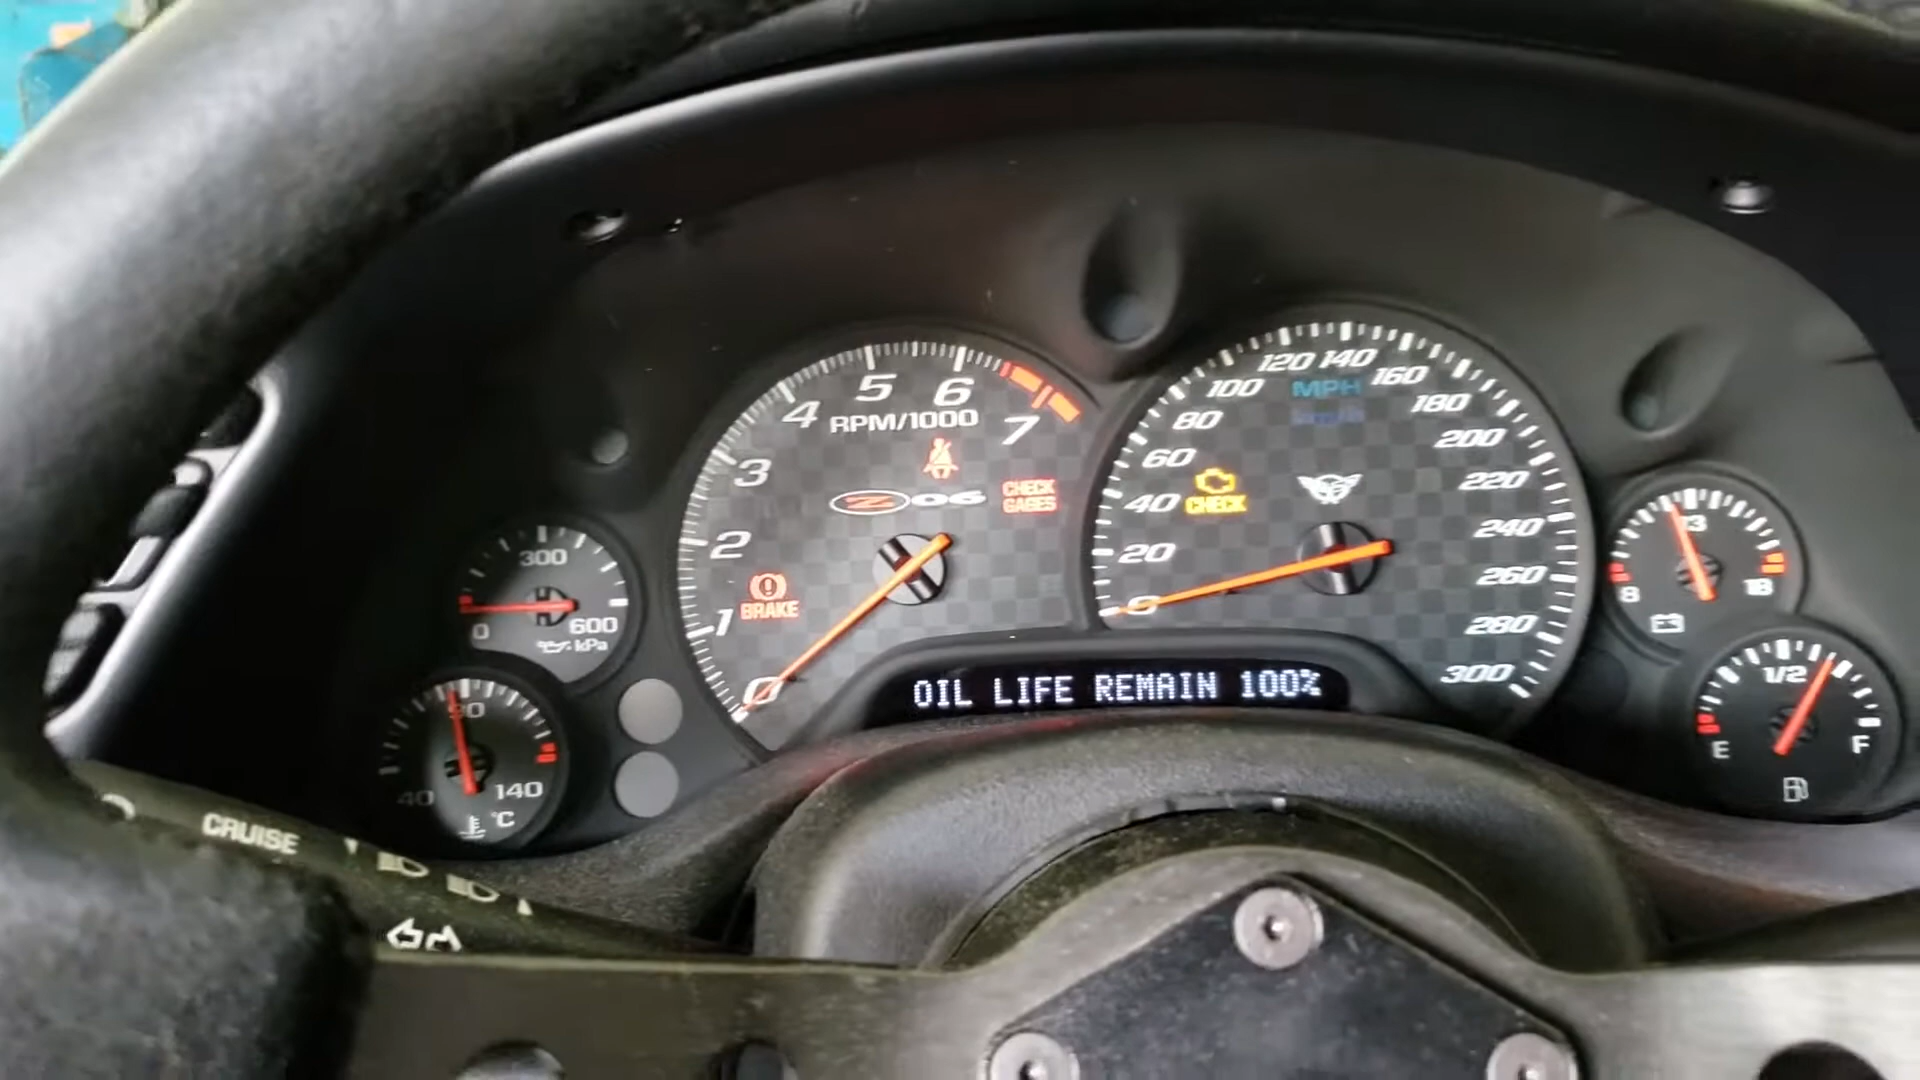 5 6
4 RPM/1000 7
3
Z06
CHECK
GAGES
2
BRAKE
1
0
120 140
100 MPH 160
80 180
60 200
40 CHECK 220
20 240
0 260
280
300
300
0 600
kPa
90
40 140
°C
OIL LIFE REMAIN 100%
13
8 18
1/2
E F
CRUISE